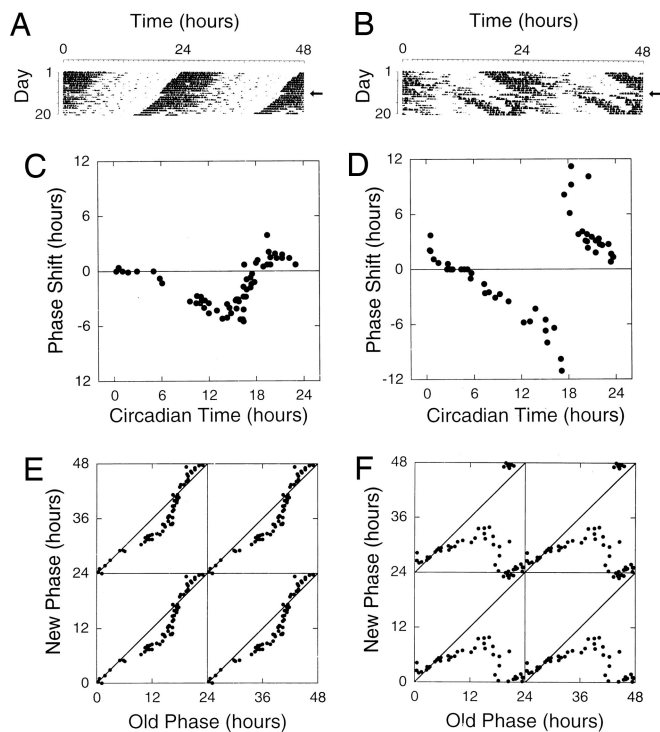 A
Time (hours)
0 24 48
Day
1
20
B
Time (hours)
0 24 48
Day
1
20
C
Phase Shift (hours)
12
6
0
-6
12
0 6 12 18 24
Circadian Time (hours)
D
Phase Shift (hours)
12
6
0
-6
-12
0 6 12 18 24
Circadian Time (hours)
E
New Phase (hours)
48
36
24
12
0
0 12 24 36 48
Old Phase (hours)
F
New Phase (hours)
48
36
24
12
0
0 12 24 36 48
Old Phase (hours)